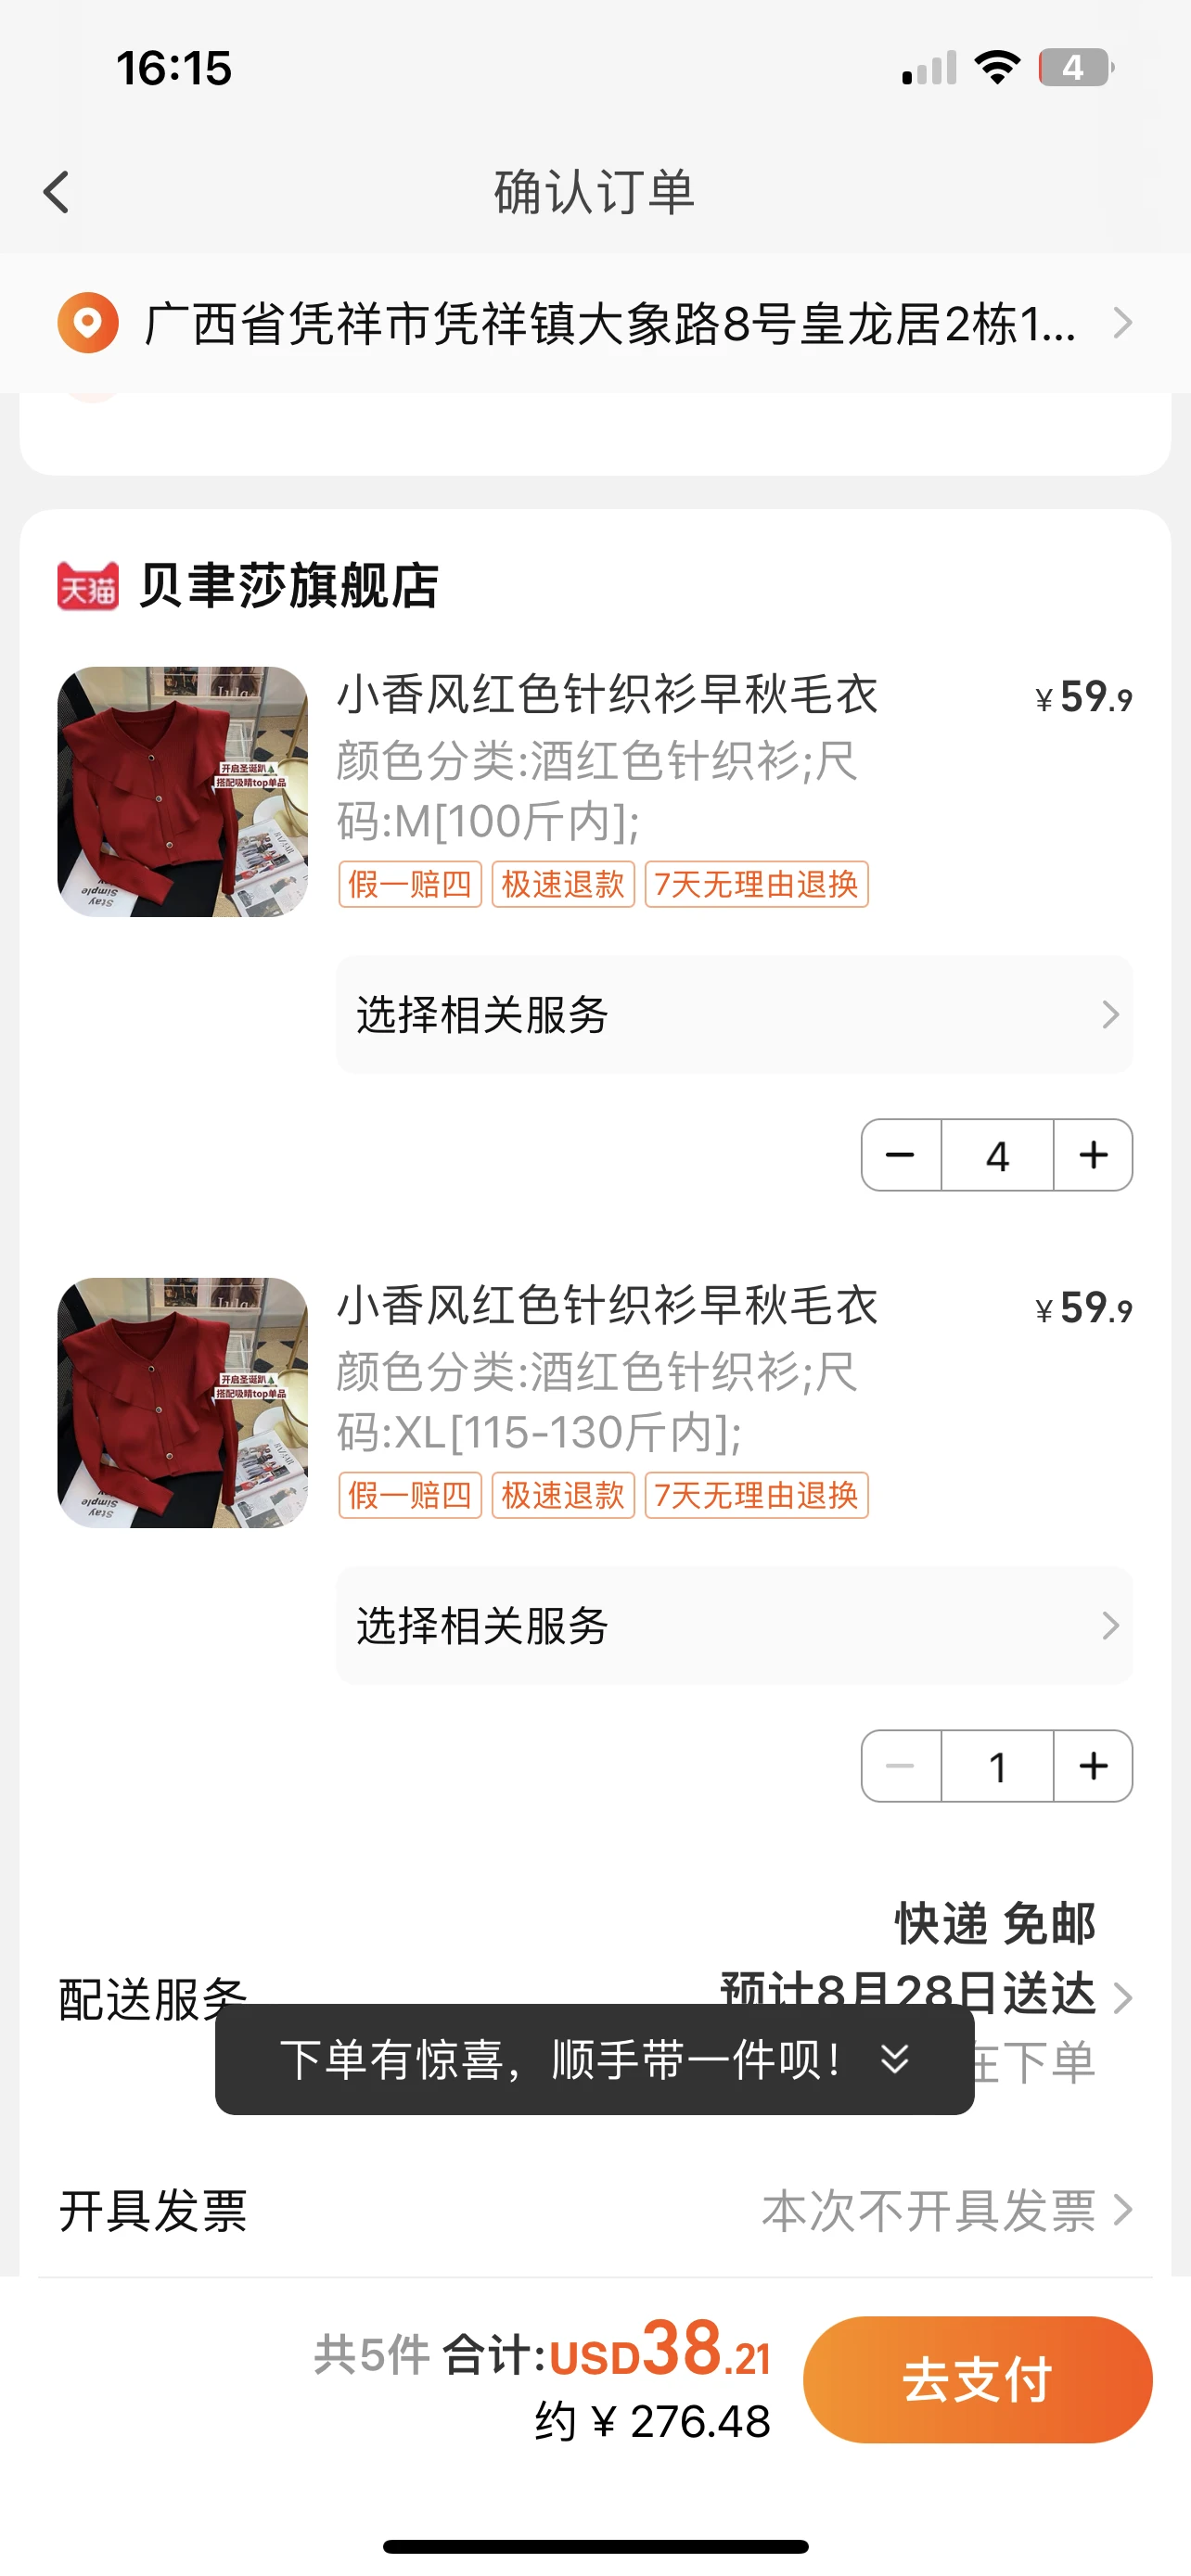 16:15
4
确认订单
广西省凭祥市凭祥镇大象路8号皇龙居2栋1...
天猫 贝聿莎旗舰店
小香风红色针织衫早秋毛衣 ¥59.9
颜色分类:酒红色针织衫;尺
码:M[100斤内];
假一赔四 极速退款 7天无理由退换
开启圣诞趴
搭配吸睛top单品
Stay
Simple
选择相关服务
4
小香风红色针织衫早秋毛衣 ¥59.9
颜色分类:酒红色针织衫;尺
码:XL[115-130斤内];
假一赔四 极速退款 7天无理由退换
开启圣诞趴
搭配吸睛top单品
Stay
Simple
选择相关服务
1
快递 免邮
配送服务 预计8月28日送达
在下单
下单有惊喜，顺手带一件呗！
开具发票 本次不开具发票
共5件 合计:USD38.21
约 ¥ 276.48
去支付